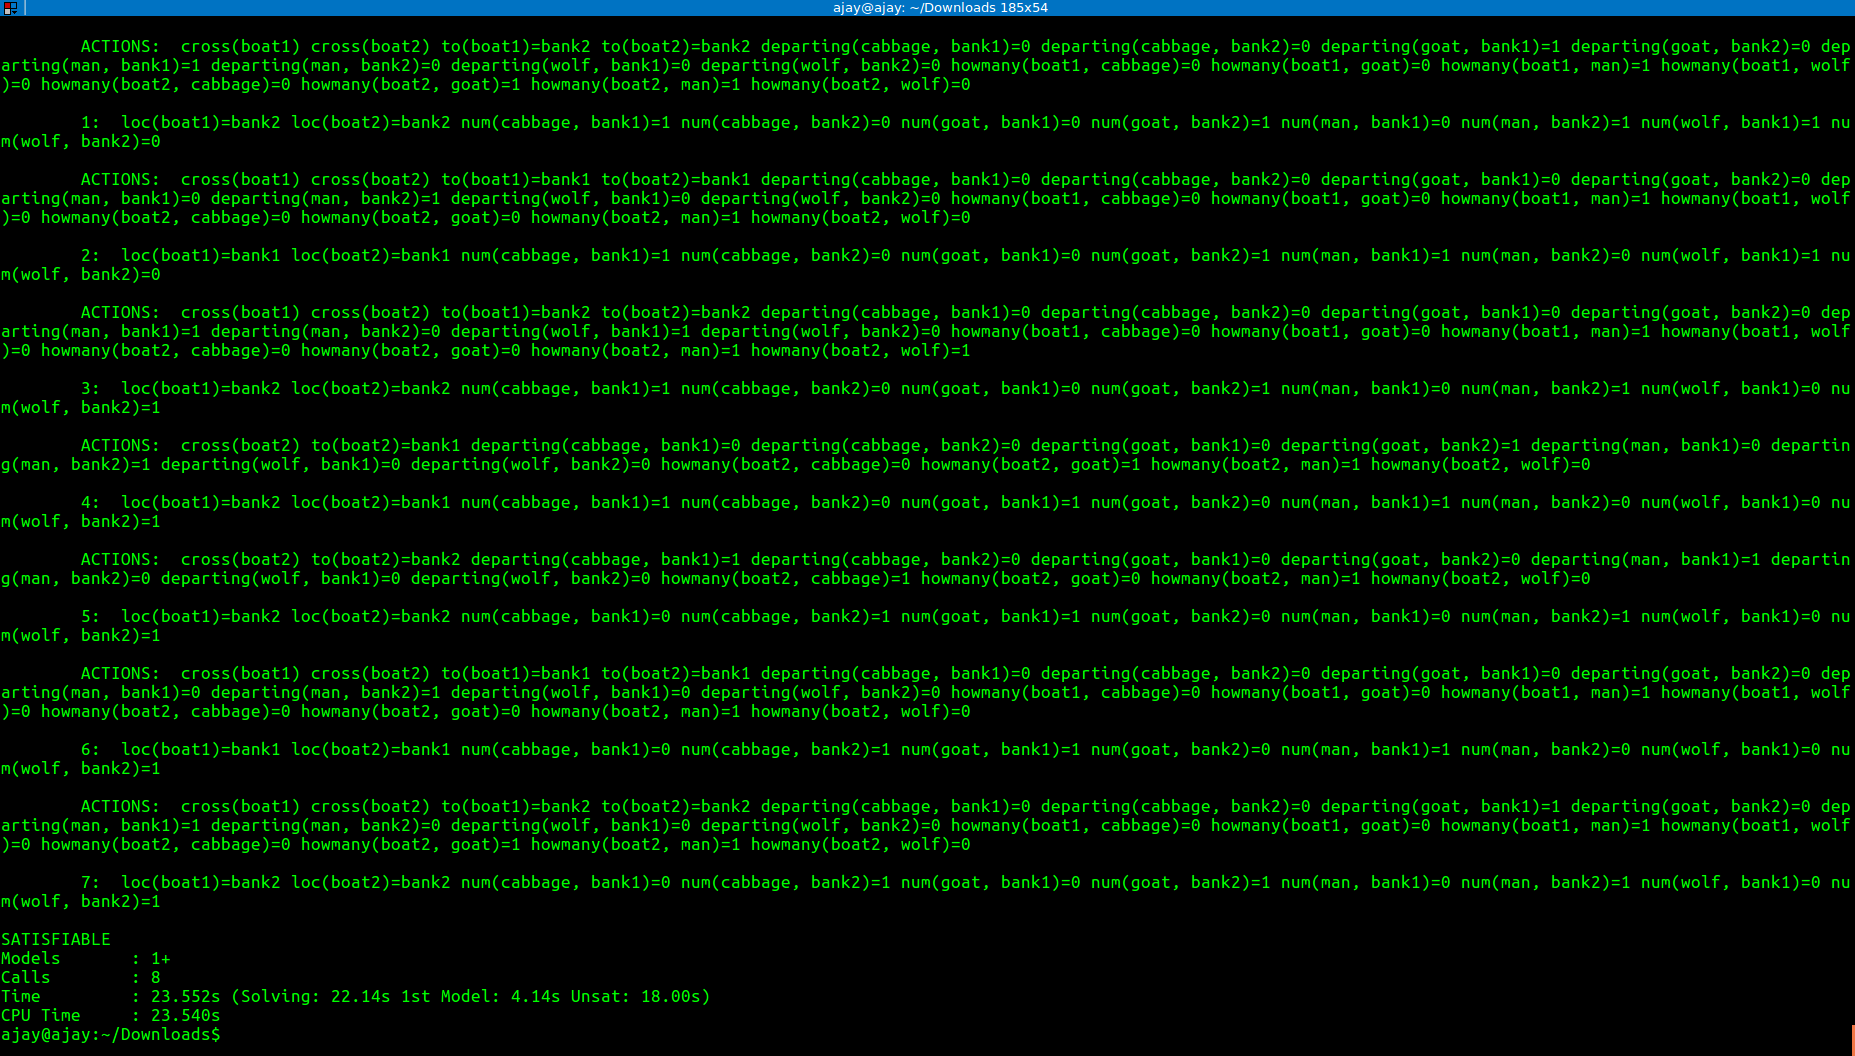 ajay@ajay: ~/Downloads 185x54
ACTIONS:  cross(boat1) cross(boat2) to(boat1)=bank2 to(boat2)=bank2 departing(cabbage, bank1)=0 departing(cabbage, bank2)=0 departing(goat, bank1)=1 departing(goat, bank2)=0 dep
arting(man, bank1)=1 departing(man, bank2)=0 departing(wolf, bank1)=0 departing(wolf, bank2)=0 howmany(boat1, cabbage)=0 howmany(boat1, goat)=0 howmany(boat1, man)=1 howmany(boat1, wolf
)=0 howmany(boat2, cabbage)=0 howmany(boat2, goat)=1 howmany(boat2, man)=1 howmany(boat2, wolf)=0
1:  loc(boat1)=bank2 loc(boat2)=bank2 num(cabbage, bank1)=1 num(cabbage, bank2)=0 num(goat, bank1)=0 num(goat, bank2)=1 num(man, bank1)=0 num(man, bank2)=1 num(wolf, bank1)=1 nu
m(wolf, bank2)=0
ACTIONS:  cross(boat1) cross(boat2) to(boat1)=bank1 to(boat2)=bank1 departing(cabbage, bank1)=0 departing(cabbage, bank2)=0 departing(goat, bank1)=0 departing(goat, bank2)=0 dep
arting(man, bank1)=0 departing(man, bank2)=1 departing(wolf, bank1)=0 departing(wolf, bank2)=0 howmany(boat1, cabbage)=0 howmany(boat1, goat)=0 howmany(boat1, man)=1 howmany(boat1, wolf
)=0 howmany(boat2, cabbage)=0 howmany(boat2, goat)=0 howmany(boat2, man)=1 howmany(boat2, wolf)=0
2:  loc(boat1)=bank1 loc(boat2)=bank1 num(cabbage, bank1)=1 num(cabbage, bank2)=0 num(goat, bank1)=0 num(goat, bank2)=1 num(man, bank1)=1 num(man, bank2)=0 num(wolf, bank1)=1 nu
m(wolf, bank2)=0
ACTIONS:  cross(boat1) cross(boat2) to(boat1)=bank2 to(boat2)=bank2 departing(cabbage, bank1)=0 departing(cabbage, bank2)=0 departing(goat, bank1)=0 departing(goat, bank2)=0 dep
arting(man, bank1)=1 departing(man, bank2)=0 departing(wolf, bank1)=1 departing(wolf, bank2)=0 howmany(boat1, cabbage)=0 howmany(boat1, goat)=0 howmany(boat1, man)=1 howmany(boat1, wolf
)=0 howmany(boat2, cabbage)=0 howmany(boat2, goat)=0 howmany(boat2, man)=1 howmany(boat2, wolf)=1
3:  loc(boat1)=bank2 loc(boat2)=bank2 num(cabbage, bank1)=1 num(cabbage, bank2)=0 num(goat, bank1)=0 num(goat, bank2)=1 num(man, bank1)=0 num(man, bank2)=1 num(wolf, bank1)=0 nu
m(wolf, bank2)=1
ACTIONS:  cross(boat2) to(boat2)=bank1 departing(cabbage, bank1)=0 departing(cabbage, bank2)=0 departing(goat, bank1)=0 departing(goat, bank2)=1 departing(man, bank1)=0 departin
g(man, bank2)=1 departing(wolf, bank1)=0 departing(wolf, bank2)=0 howmany(boat2, cabbage)=0 howmany(boat2, goat)=1 howmany(boat2, man)=1 howmany(boat2, wolf)=0
4:  loc(boat1)=bank2 loc(boat2)=bank1 num(cabbage, bank1)=1 num(cabbage, bank2)=0 num(goat, bank1)=1 num(goat, bank2)=0 num(man, bank1)=1 num(man, bank2)=0 num(wolf, bank1)=0 nu
m(wolf, bank2)=1
ACTIONS:  cross(boat2) to(boat2)=bank2 departing(cabbage, bank1)=1 departing(cabbage, bank2)=0 departing(goat, bank1)=0 departing(goat, bank2)=0 departing(man, bank1)=1 departin
g(man, bank2)=0 departing(wolf, bank1)=0 departing(wolf, bank2)=0 howmany(boat2, cabbage)=1 howmany(boat2, goat)=0 howmany(boat2, man)=1 howmany(boat2, wolf)=0
5:  loc(boat1)=bank2 loc(boat2)=bank2 num(cabbage, bank1)=0 num(cabbage, bank2)=1 num(goat, bank1)=1 num(goat, bank2)=0 num(man, bank1)=0 num(man, bank2)=1 num(wolf, bank1)=0 nu
m(wolf, bank2)=1
ACTIONS:  cross(boat1) cross(boat2) to(boat1)=bank1 to(boat2)=bank1 departing(cabbage, bank1)=0 departing(cabbage, bank2)=0 departing(goat, bank1)=0 departing(goat, bank2)=0 dep
arting(man, bank1)=0 departing(man, bank2)=1 departing(wolf, bank1)=0 departing(wolf, bank2)=0 howmany(boat1, cabbage)=0 howmany(boat1, goat)=0 howmany(boat1, man)=1 howmany(boat1, wolf
)=0 howmany(boat2, cabbage)=0 howmany(boat2, goat)=0 howmany(boat2, man)=1 howmany(boat2, wolf)=0
6:  loc(boat1)=bank1 loc(boat2)=bank1 num(cabbage, bank1)=0 num(cabbage, bank2)=1 num(goat, bank1)=1 num(goat, bank2)=0 num(man, bank1)=1 num(man, bank2)=0 num(wolf, bank1)=0 nu
m(wolf, bank2)=1
ACTIONS:  cross(boat1) cross(boat2) to(boat1)=bank2 to(boat2)=bank2 departing(cabbage, bank1)=0 departing(cabbage, bank2)=0 departing(goat, bank1)=1 departing(goat, bank2)=0 dep
arting(man, bank1)=1 departing(man, bank2)=0 departing(wolf, bank1)=0 departing(wolf, bank2)=0 howmany(boat1, cabbage)=0 howmany(boat1, goat)=0 howmany(boat1, man)=1 howmany(boat1, wolf
)=0 howmany(boat2, cabbage)=0 howmany(boat2, goat)=1 howmany(boat2, man)=1 howmany(boat2, wolf)=0
7:  loc(boat1)=bank2 loc(boat2)=bank2 num(cabbage, bank1)=0 num(cabbage, bank2)=1 num(goat, bank1)=0 num(goat, bank2)=1 num(man, bank1)=0 num(man, bank2)=1 num(wolf, bank1)=0 nu
m(wolf, bank2)=1
SATISFIABLE
Models       : 1+
Calls        : 8
Time         : 23.552s (Solving: 22.14s 1st Model: 4.14s Unsat: 18.00s)
CPU Time     : 23.540s
ajay@ajay:~/Downloads$